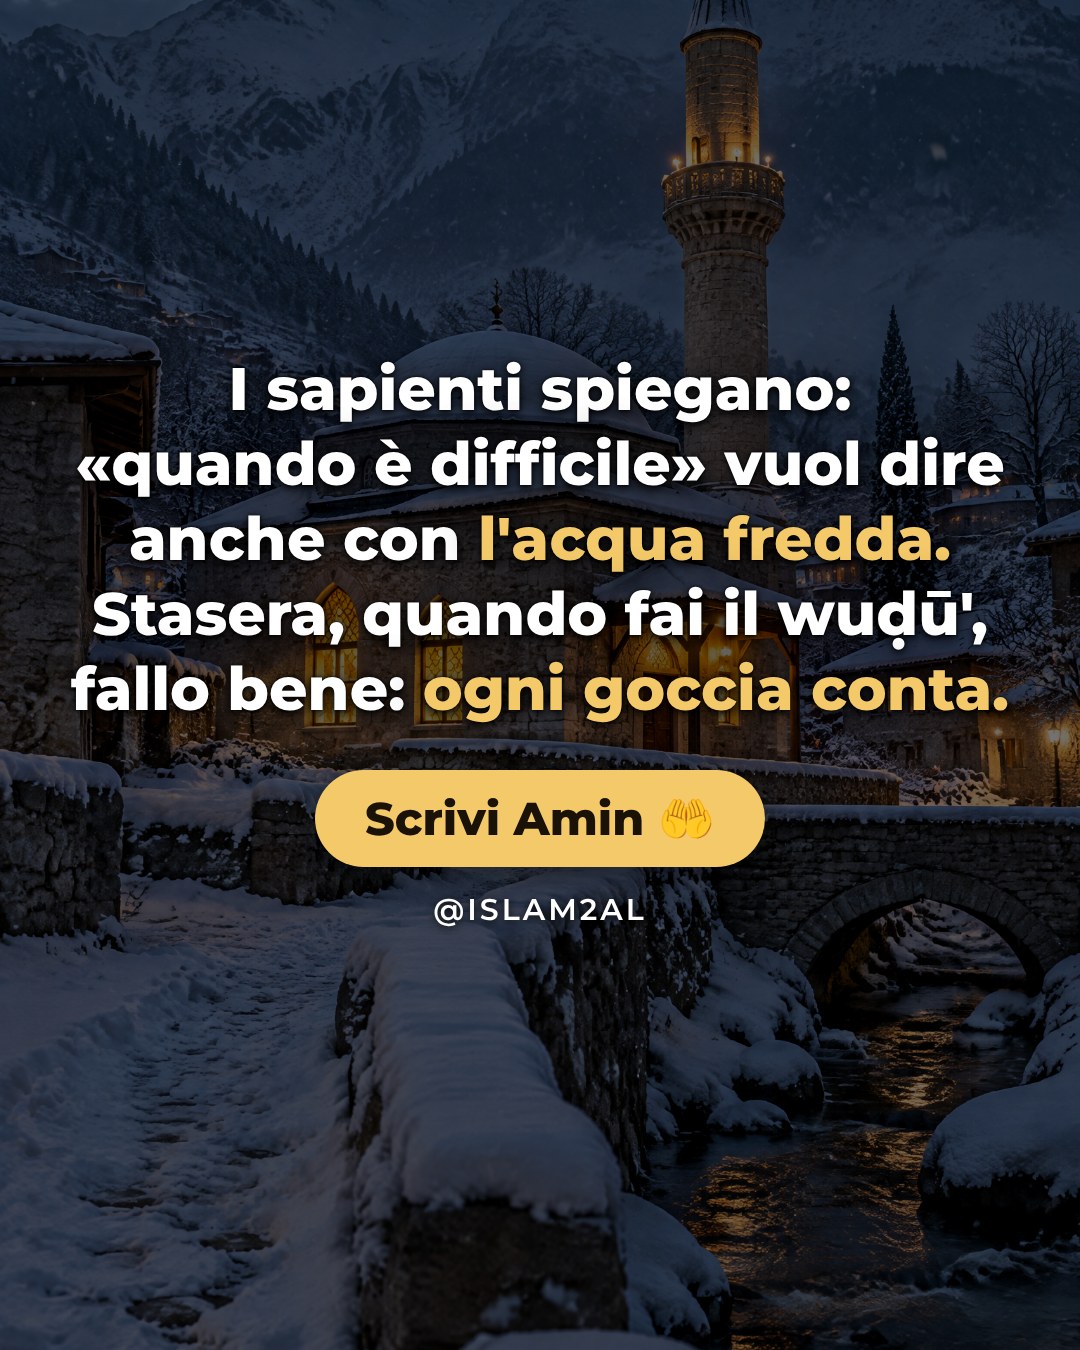 I sapienti spiegano:
«quando è difficile» vuol dire
anche con l'acqua fredda.
Stasera, quando fai il wuḍū',
fallo bene: ogni goccia conta.
Scrivi Amin 🤲
@ISLAM2AL